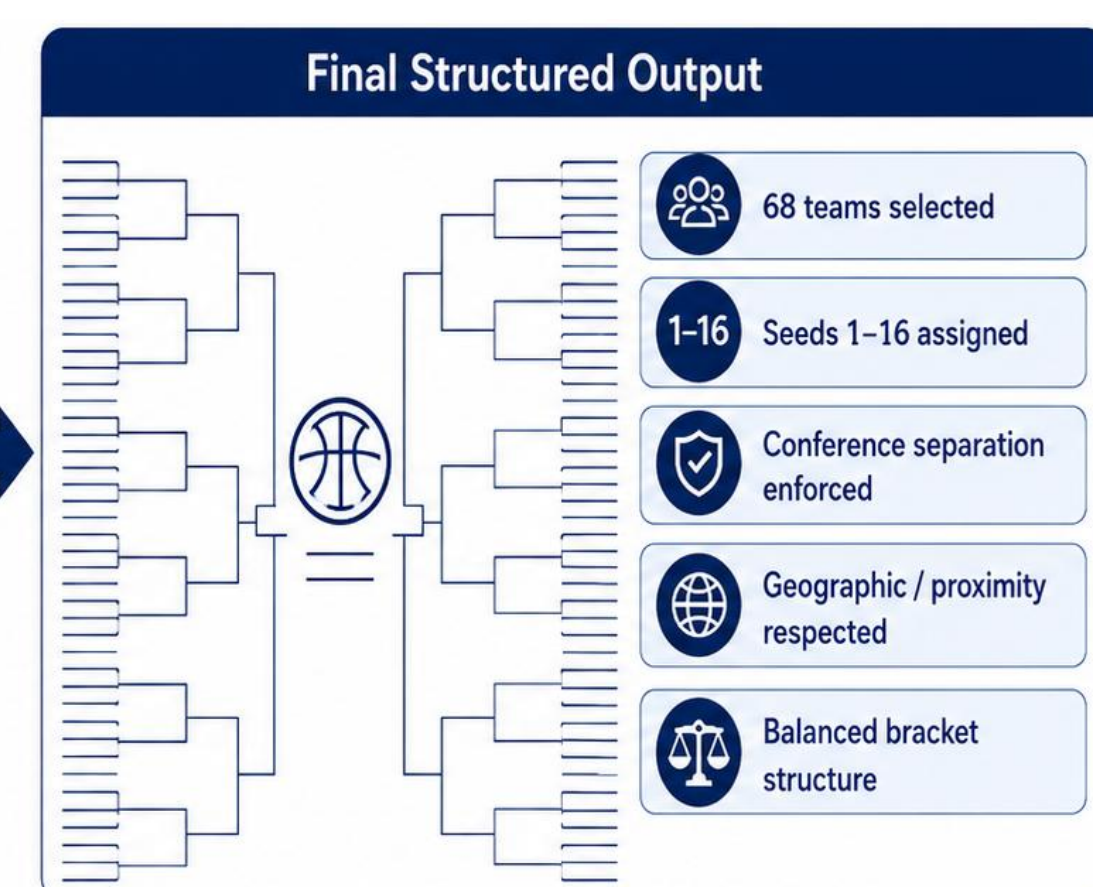 Final Structured Output
68 teams selected
1–16
Seeds 1–16 assigned
Conference separation
enforced
Geographic / proximity
respected
Balanced bracket
structure